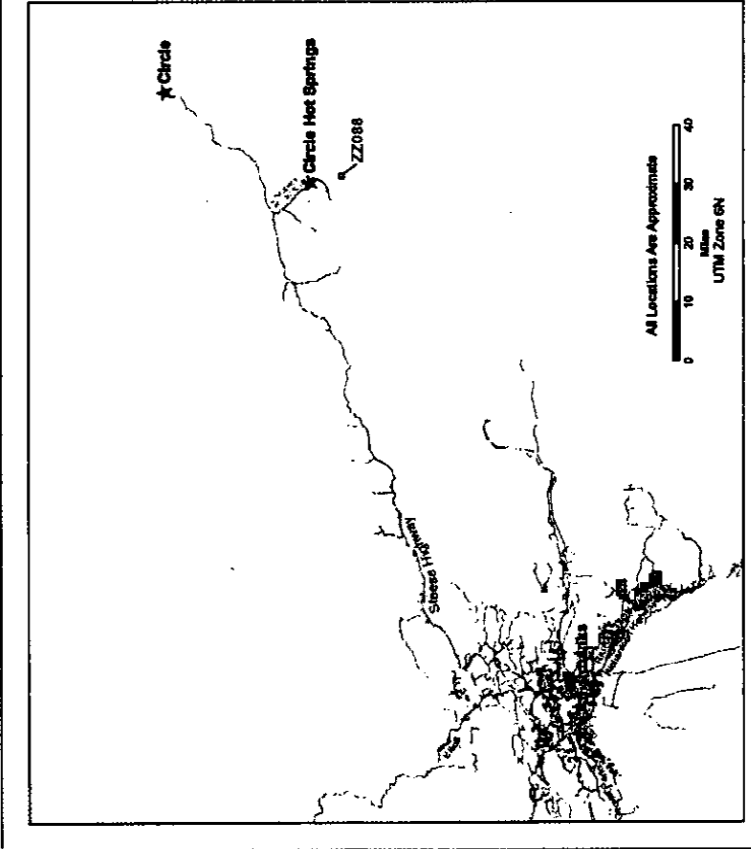 Circle
Circle Hot Springs
ZZ088
Steese Highway
All Locations Are Approximate
0 10 20 30 40
Miles
UTM Zone 6N